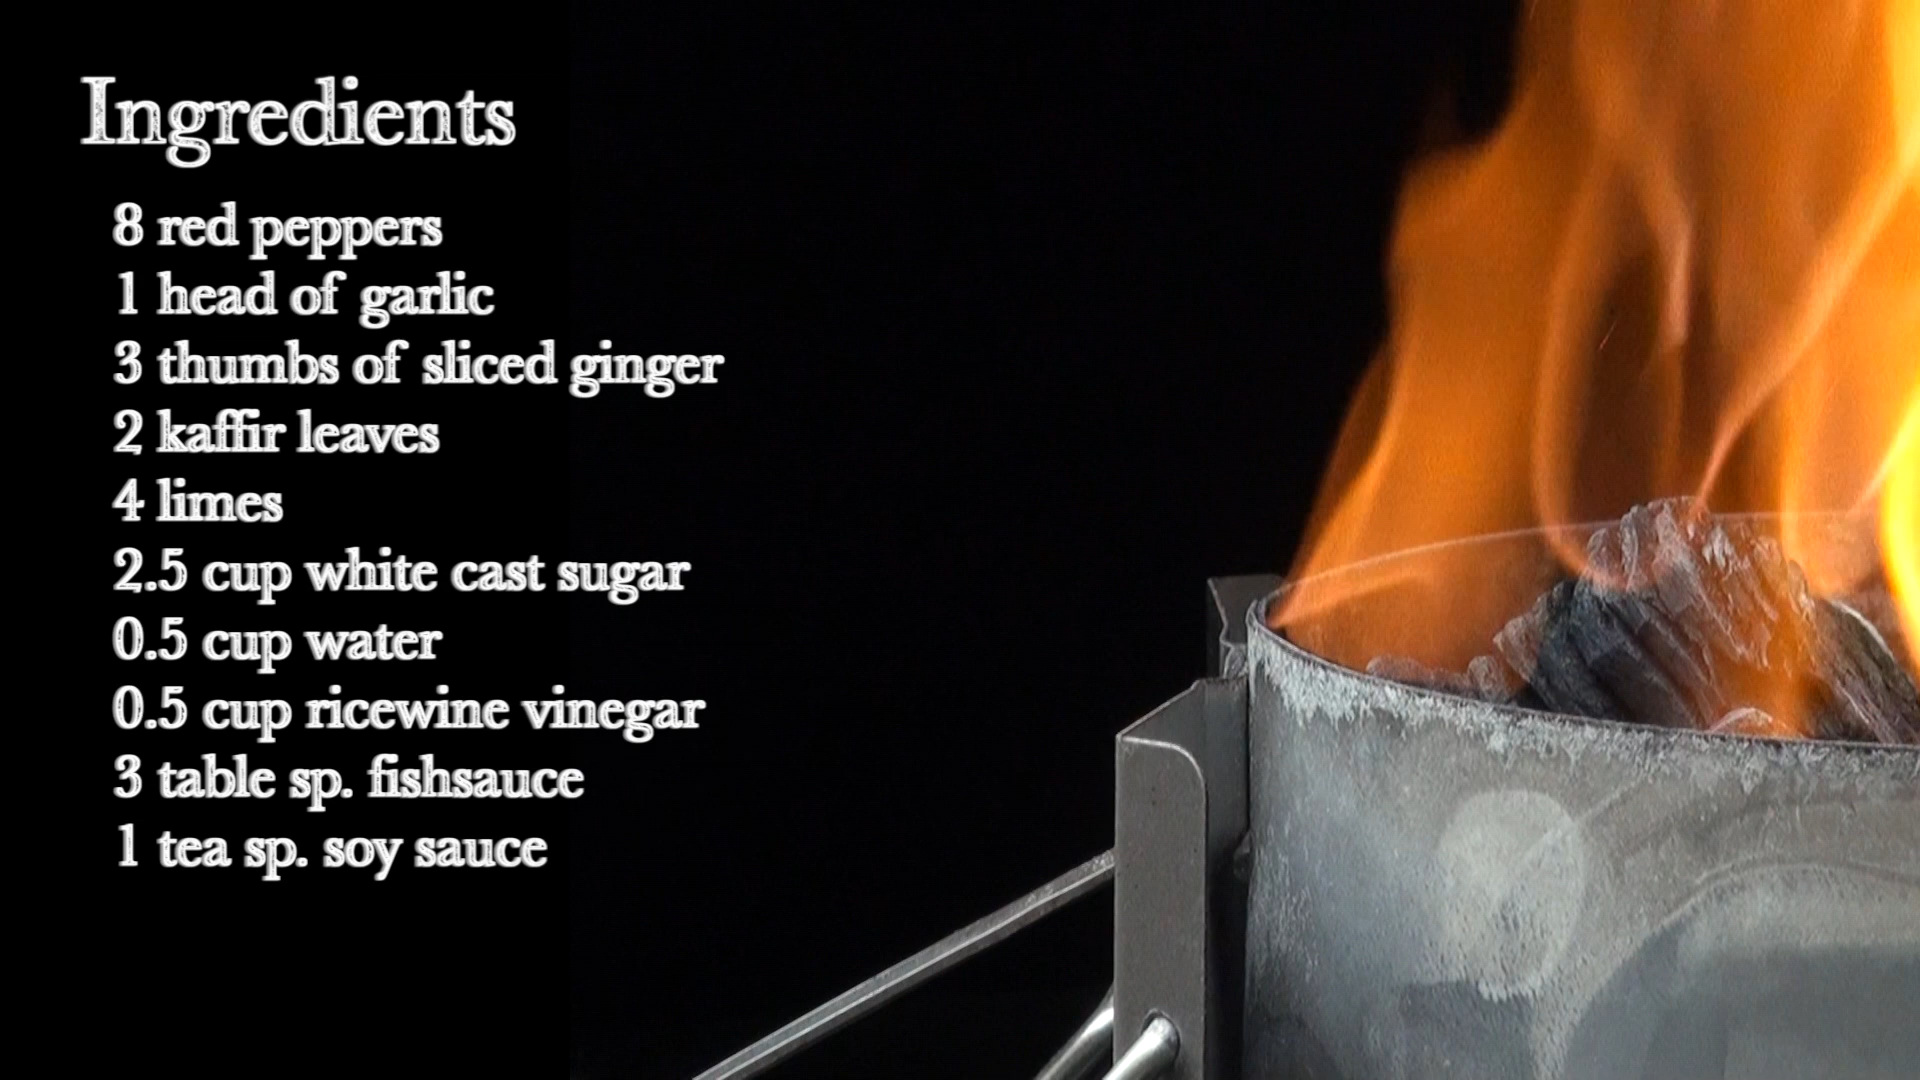 Ingredients
8 red peppers
1 head of garlic
3 thumbs of sliced ginger
2 kaffir leaves
4 limes
2.5 cup white cast sugar
0.5 cup water
0.5 cup ricewine vinegar
3 table sp. fishsauce
1 tea sp. soy sauce